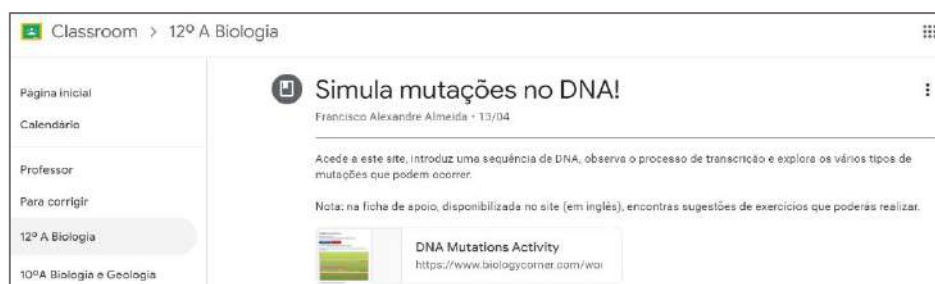 Classroom > 12º A Biologia
Página inicial
Calendário
Professor
Para corrigir
12º A Biologia
10ºA Biologia e Geologia
Simula mutações no DNA!
Francisco Alexandre Almeida • 13/04
Acede a este site, introduz uma sequência de DNA, observa o processo de transcrição e explora os vários tipos de
mutações que podem ocorrer.
Nota: na ficha de apoio, disponibilizada no site (em inglês), encontras sugestões de exercícios que poderás realizar.
DNA Mutations Activity
https://www.biologycorner.com/wor